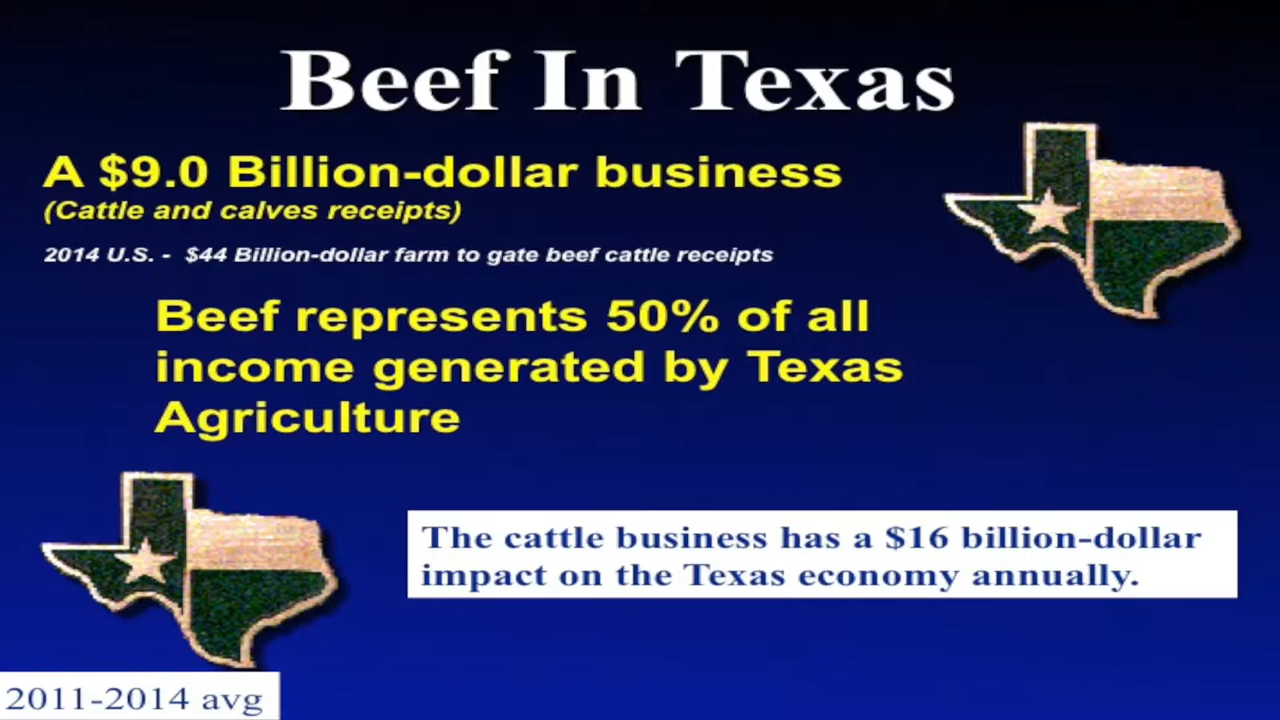 Beef In Texas
A $9.0 Billion-dollar business
(Cattle and calves receipts)
2014 U.S. - $44 Billion-dollar farm to gate beef cattle receipts
Beef represents 50% of all
income generated by Texas
Agriculture
The cattle business has a $16 billion-dollar
impact on the Texas economy annually.
2011-2014 avg